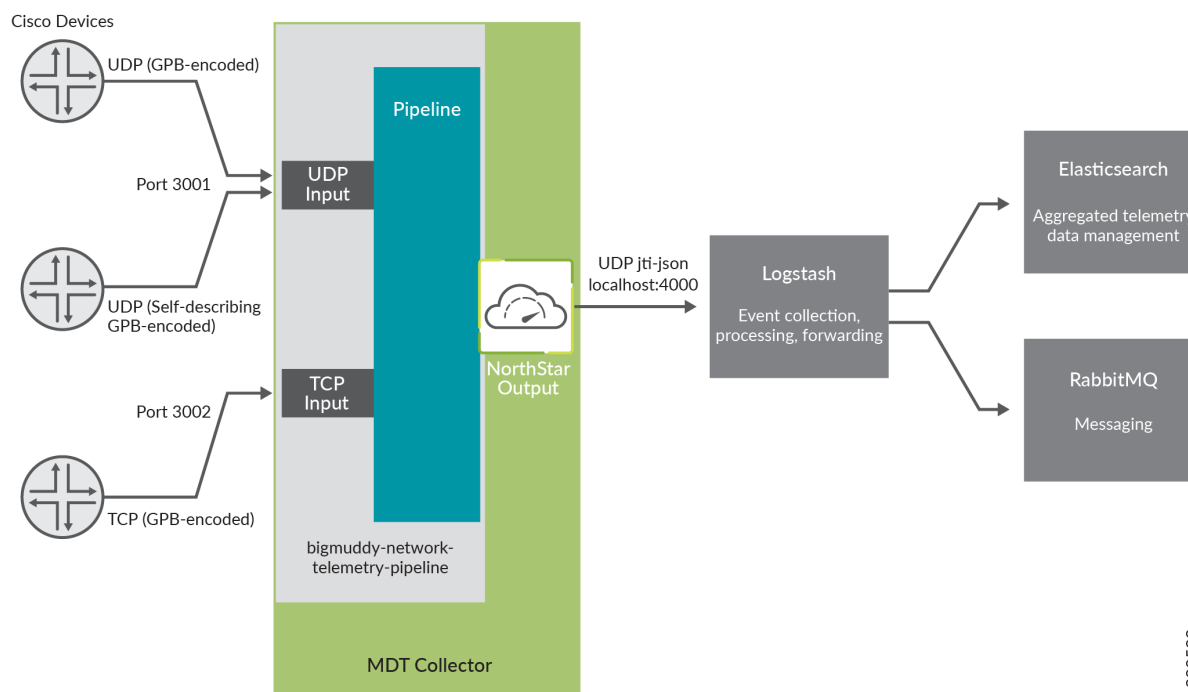 Cisco Devices
UDP (GPB-encoded)
Port 3001
UDP (Self-describing
GPB-encoded)
Port 3002
TCP (GPB-encoded)
UDP
Input
TCP
Input
Pipeline
bigmuddy-network-
telemetry-pipeline
NorthStar
Output
MDT Collector
UDP jti-json
localhost:4000
Logstash
Event collection,
processing, forwarding
Elasticsearch
Aggregated telemetry
data management
RabbitMQ
Messaging